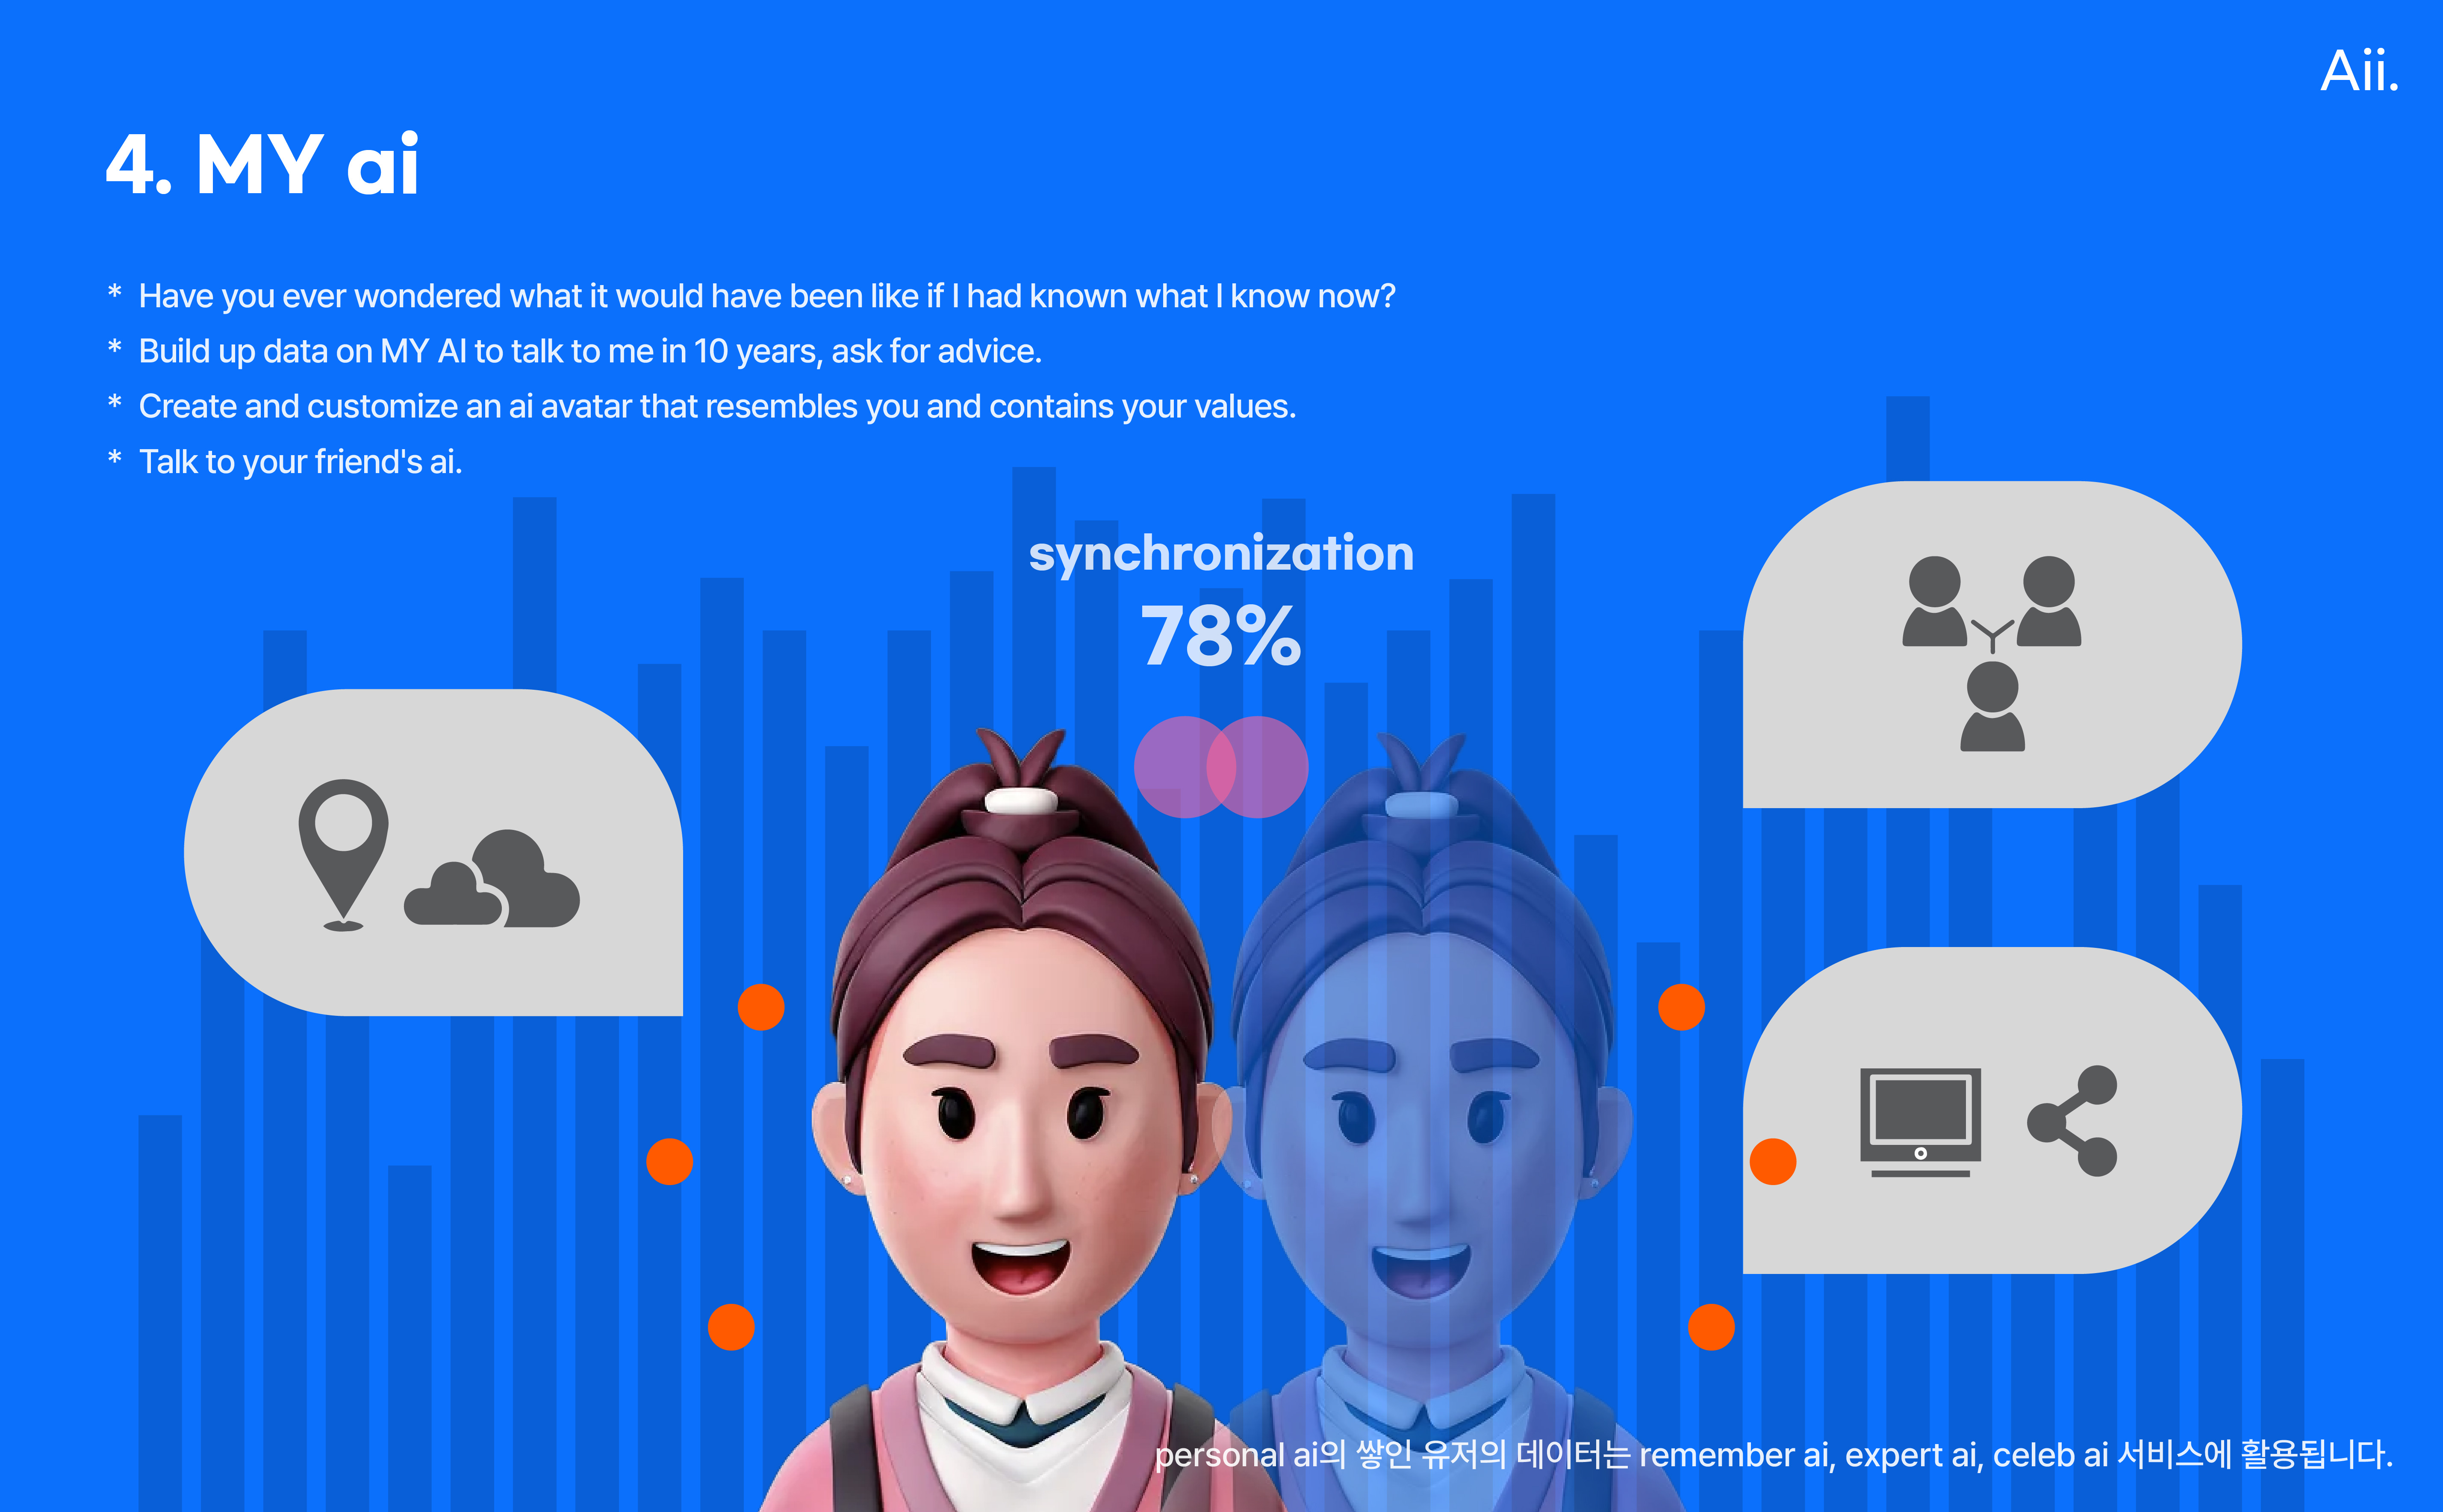 Aii.
4. MY ai
* Have you ever wondered what it would have been like if I had known what I know now?
* Build up data on MY AI to talk to me in 10 years, ask for advice.
* Create and customize an ai avatar that resembles you and contains your values.
* Talk to your friend's ai.
synchronization
78%
personal ai의 쌓인 유저의 데이터는 remember ai, expert ai, celeb ai 서비스에 활용됩니다.